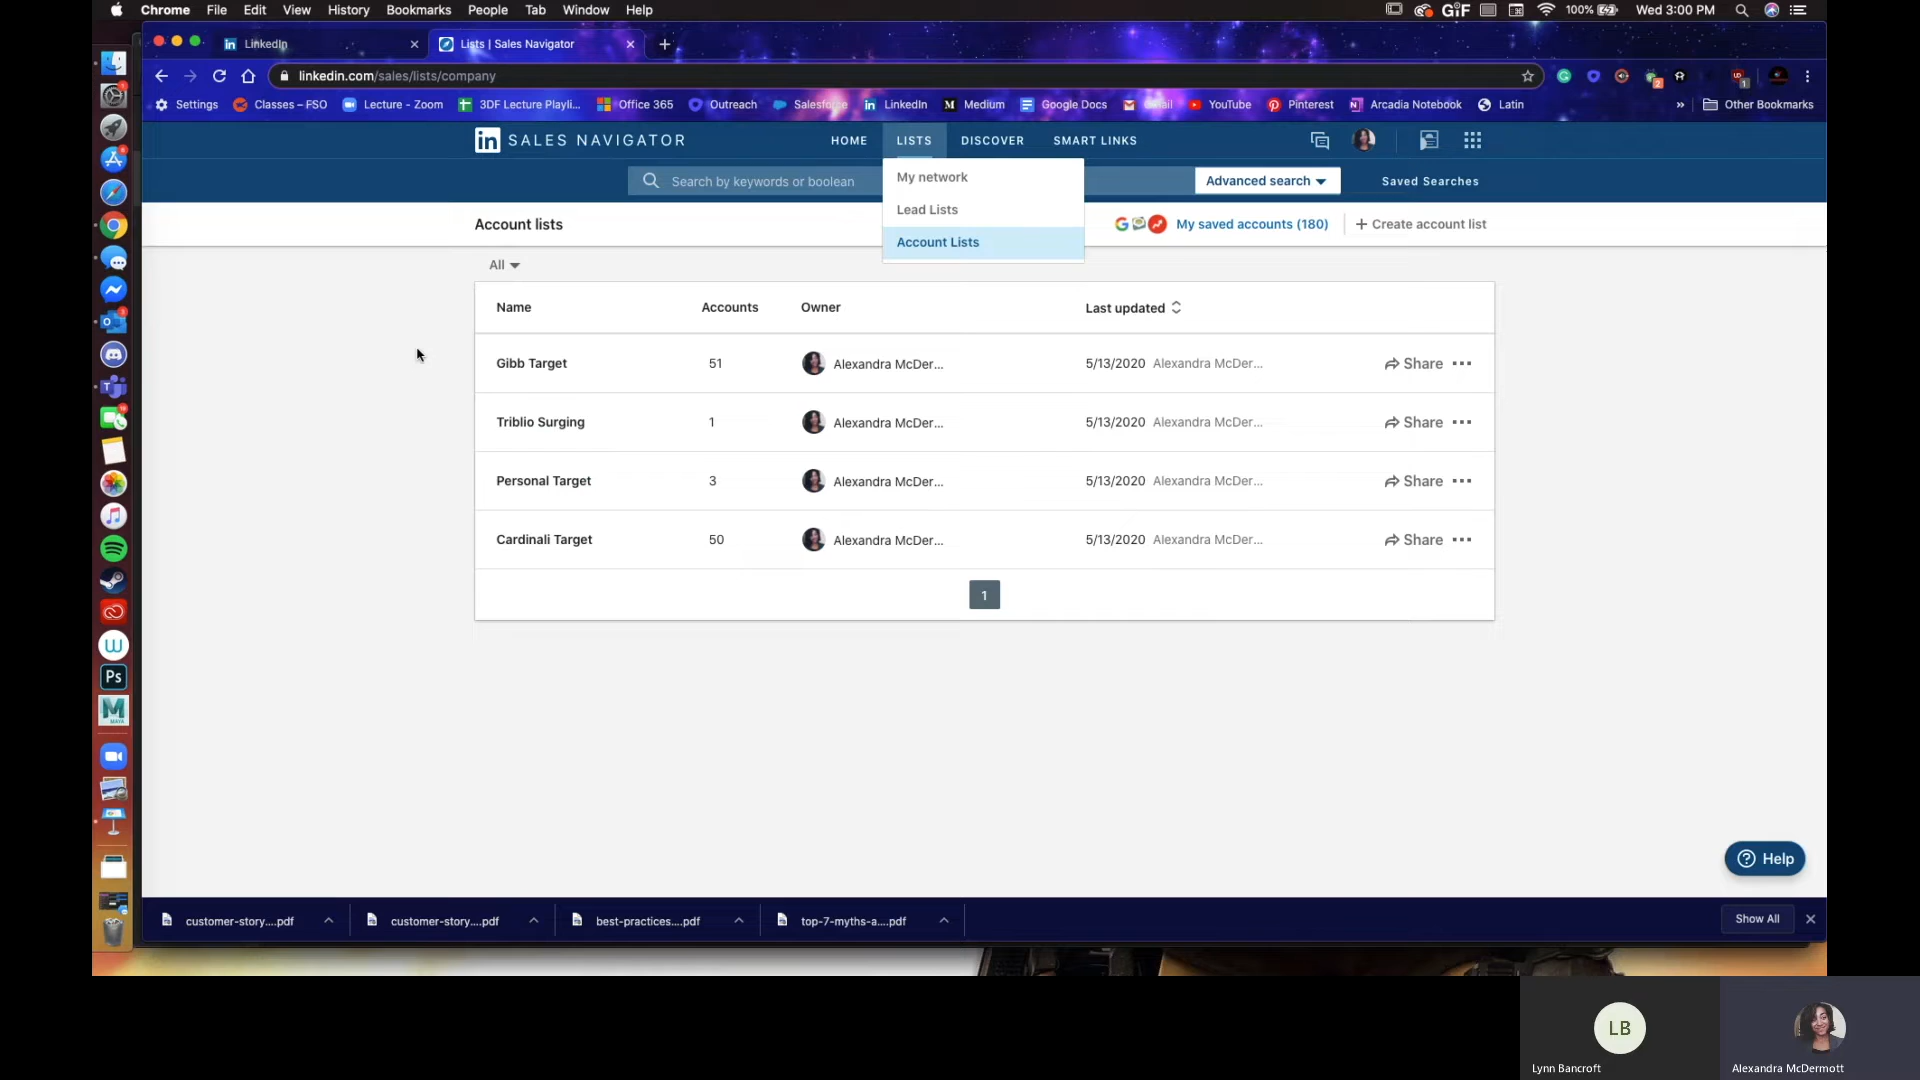 Chrome File Edit View History Bookmarks People Tab Window Help GIF 100% Wed 3:00 PM
LinkedIn Lists | Sales Navigator
linkedin.com/sales/lists/company
Settings Classes – FSO Lecture - Zoom 3DF Lecture Playli... Office 365 Outreach Salesforce LinkedIn Medium Google Docs Gmail YouTube Pinterest Arcadia Notebook Latin » Other Bookmarks
in SALES NAVIGATOR HOME LISTS DISCOVER SMART LINKS
Search by keywords or boolean My network Advanced search Saved Searches
Lead Lists
Account lists My saved accounts (180) + Create account list
Account Lists
All
Name Accounts Owner Last updated
Gibb Target 51 Alexandra McDer... 5/13/2020 Alexandra McDer... Share
Triblio Surging 1 Alexandra McDer... 5/13/2020 Alexandra McDer... Share
Personal Target 3 Alexandra McDer... 5/13/2020 Alexandra McDer... Share
Cardinali Target 50 Alexandra McDer... 5/13/2020 Alexandra McDer... Share
1
Ps
MAYA
Help
customer-story....pdf customer-story....pdf best-practices....pdf top-7-myths-a....pdf Show All
LB
Lynn Bancroft Alexandra McDermott